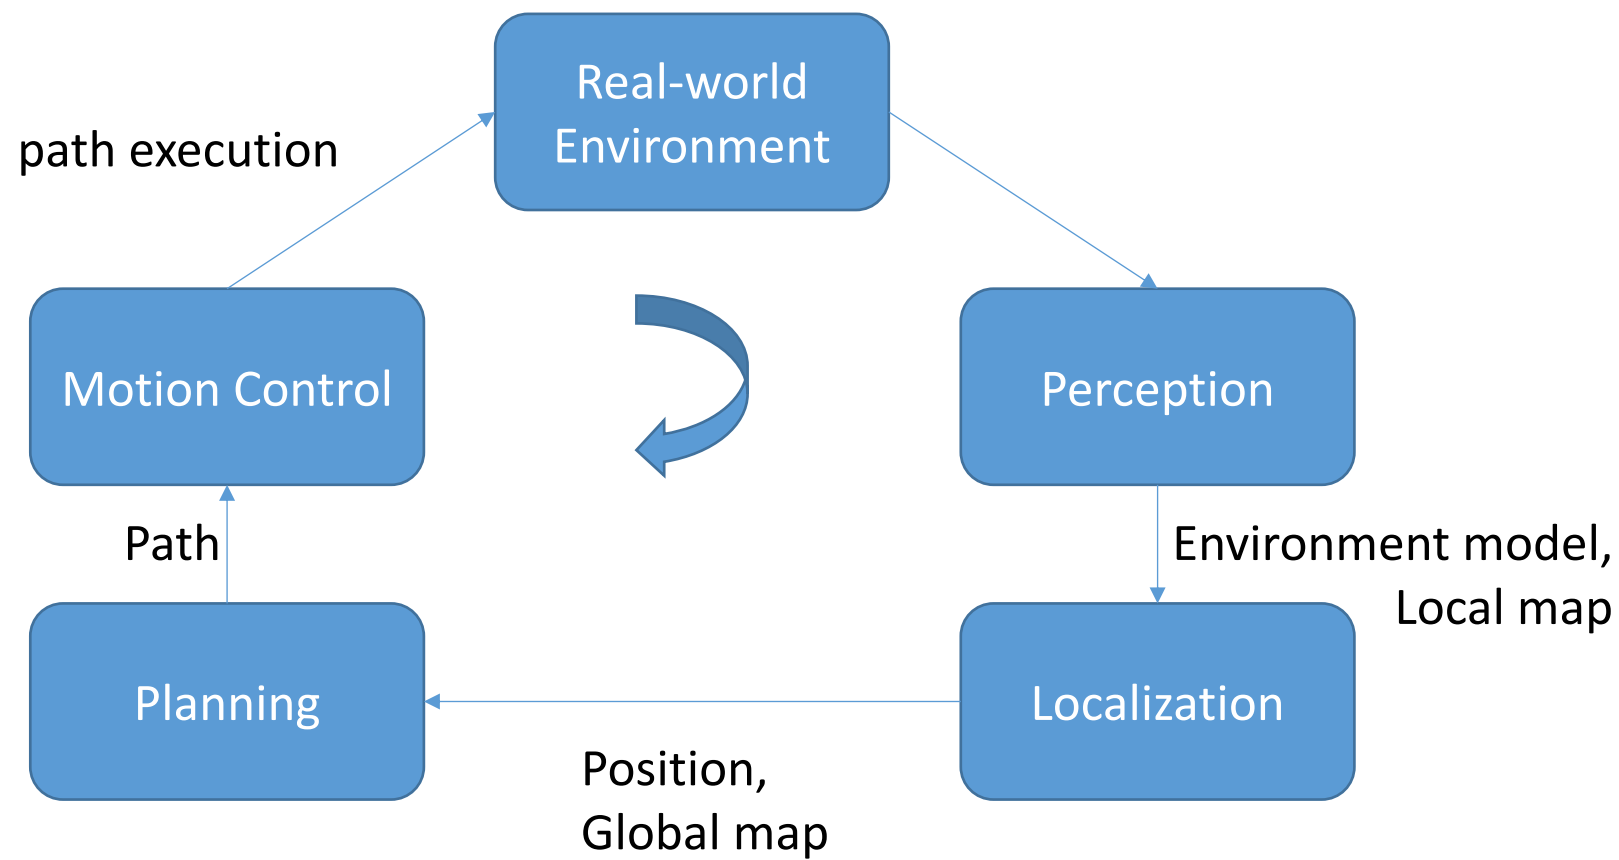 Real-world
Environment
path execution
Motion Control
Perception
Path
Environment model,
Local map
Planning
Localization
Position,
Global map